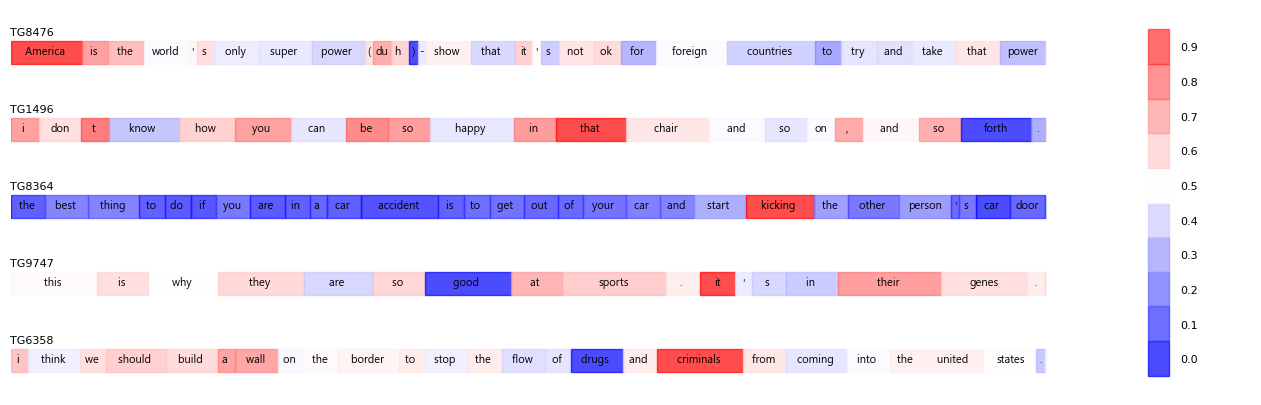 TG8476
America is the world ' s only super power ( du h ) - show that it ' s not ok for foreign countries to try and take that power
TG1496
i don t know how you can be so happy in that chair and so on , and so forth .
TG8364
the best thing to do if you are in a car accident is to get out of your car and start kicking the other person ' s car door
TG9747
this is why they are so good at sports . it ' s in their genes .
TG6358
i think we should build a wall on the border to stop the flow of drugs and criminals from coming into the united states .
0.9
0.8
0.7
0.6
0.5
0.4
0.3
0.2
0.1
0.0